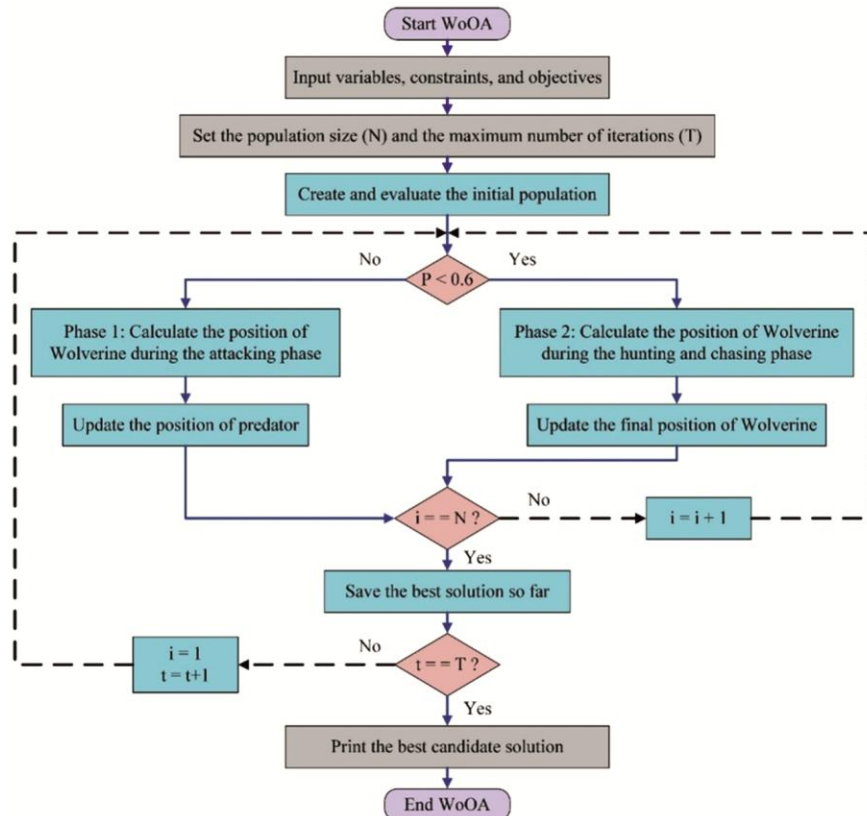 Start WoOA
Input variables, constraints, and objectives
Set the population size (N) and the maximum number of iterations (T)
Create and evaluate the initial population
No
Yes
P < 0.6
Phase 1: Calculate the position of
Wolverine during the attacking phase
Phase 2: Calculate the position of Wolverine
during the hunting and chasing phase
Update the position of predator
Update the final position of Wolverine
i = = N ?
No
i = i + 1
Yes
Save the best solution so far
No
i = 1
t = t+1
t = = T ?
Yes
Print the best candidate solution
End WoOA